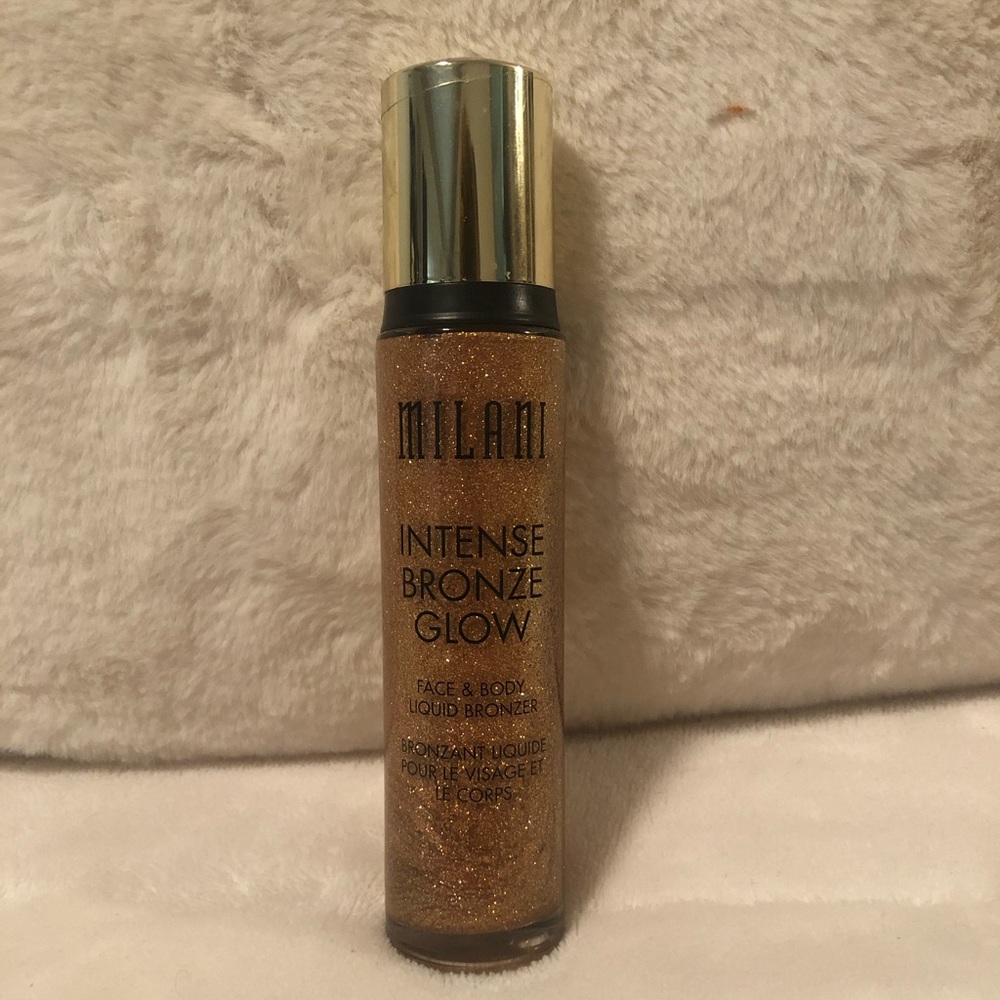 MILANI
INTENSE
BRONZE
GLOW
FACE & BODY
LIQUID BRONZER
BRONZANT LIQUIDE
POUR LE VISAGE ET
LE CORPS